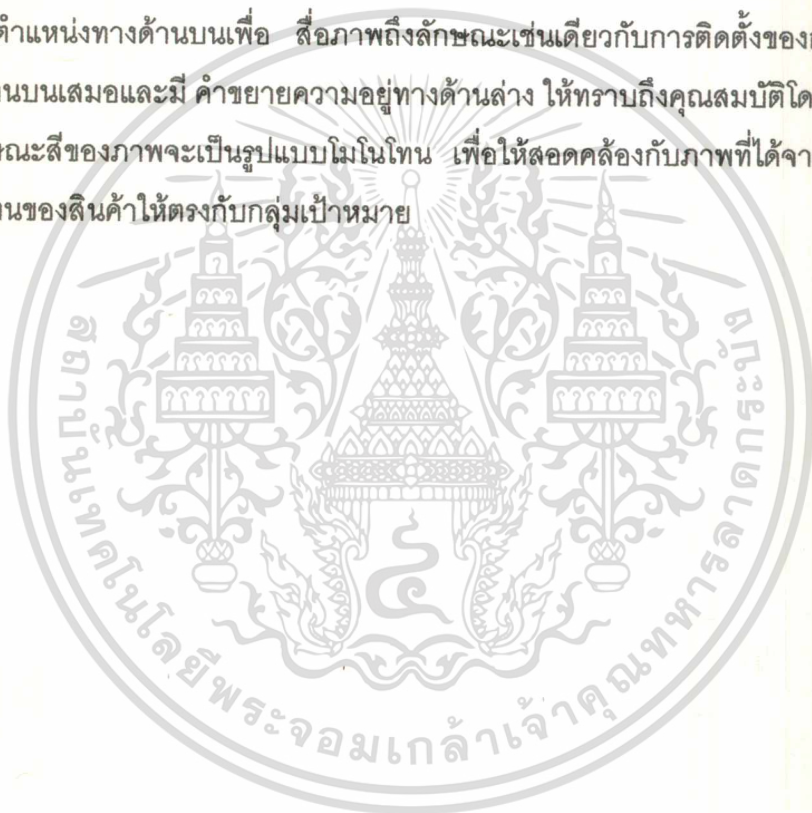 ตำแหน่งทางด้านบนเพื่อ สื่อภาพถึงลักษณะเช่นเดียวกับการติดตั้งของ
นบนเสมอและมี คำขยายความอยู่ทางด้านล่าง ให้ทราบถึงคุณสมบัติโด
ษณะสีของภาพจะเป็นรูปแบบโมโนโทน เพื่อให้สอดคล้องกับภาพที่ได้จา
านของสินค้าให้ตรงกับกลุ่มเป้าหมาย
สถาบันเทคโนโลยีพระจอมเกล้าเจ้าคุณทหารลาดกระบัง
๔